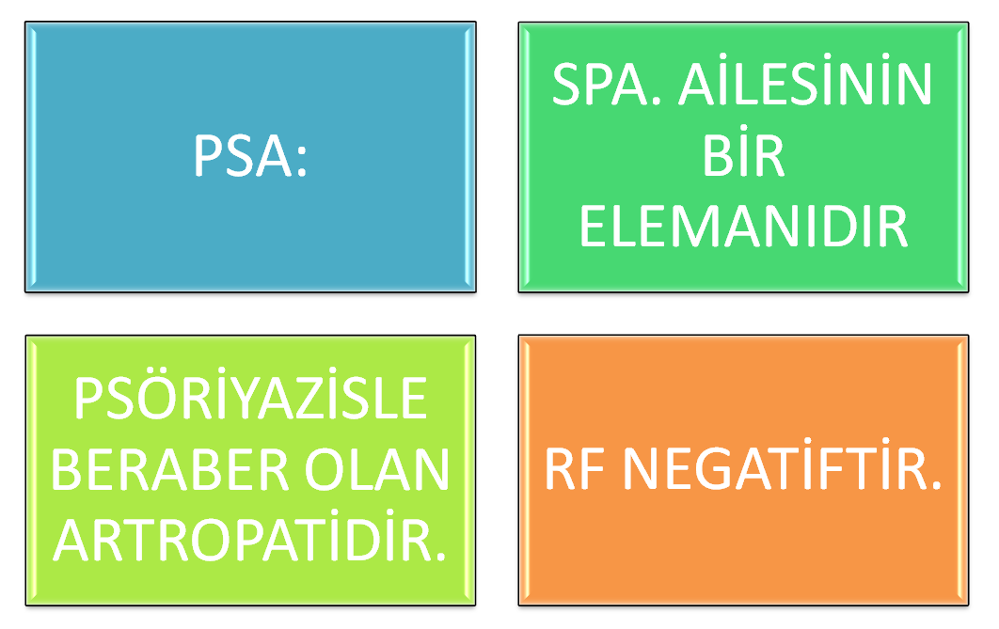 PSA:
SPA. AİLESİNİN
BİR
ELEMANIDIR
PSÖRİYAZİSLE
BERABER OLAN
ARTROPATİDİR.
RF NEGATİFTİR.